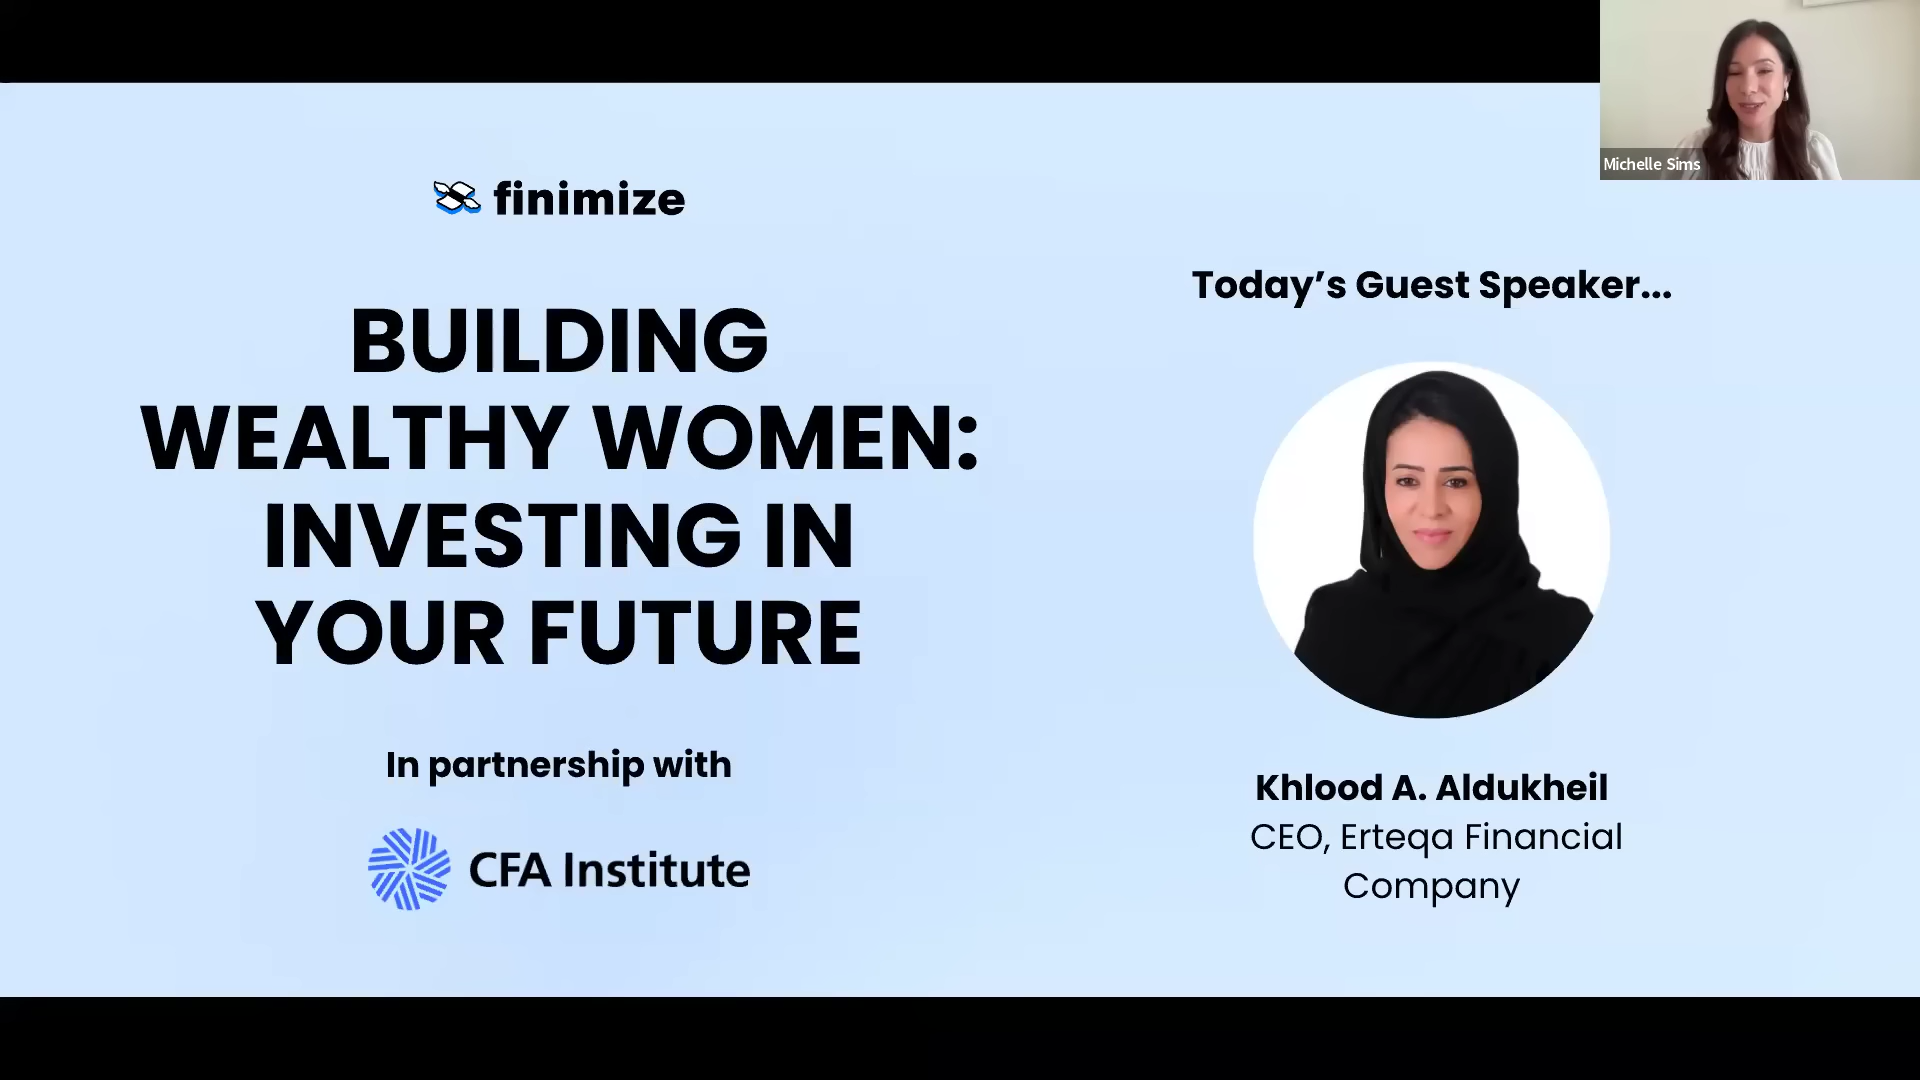 finimize
BUILDING
WEALTHY WOMEN:
INVESTING IN
YOUR FUTURE
In partnership with
CFA Institute
Today’s Guest Speaker...
Khlood A. Aldukheil
CEO, Erteqa Financial
Company
Michelle Sims